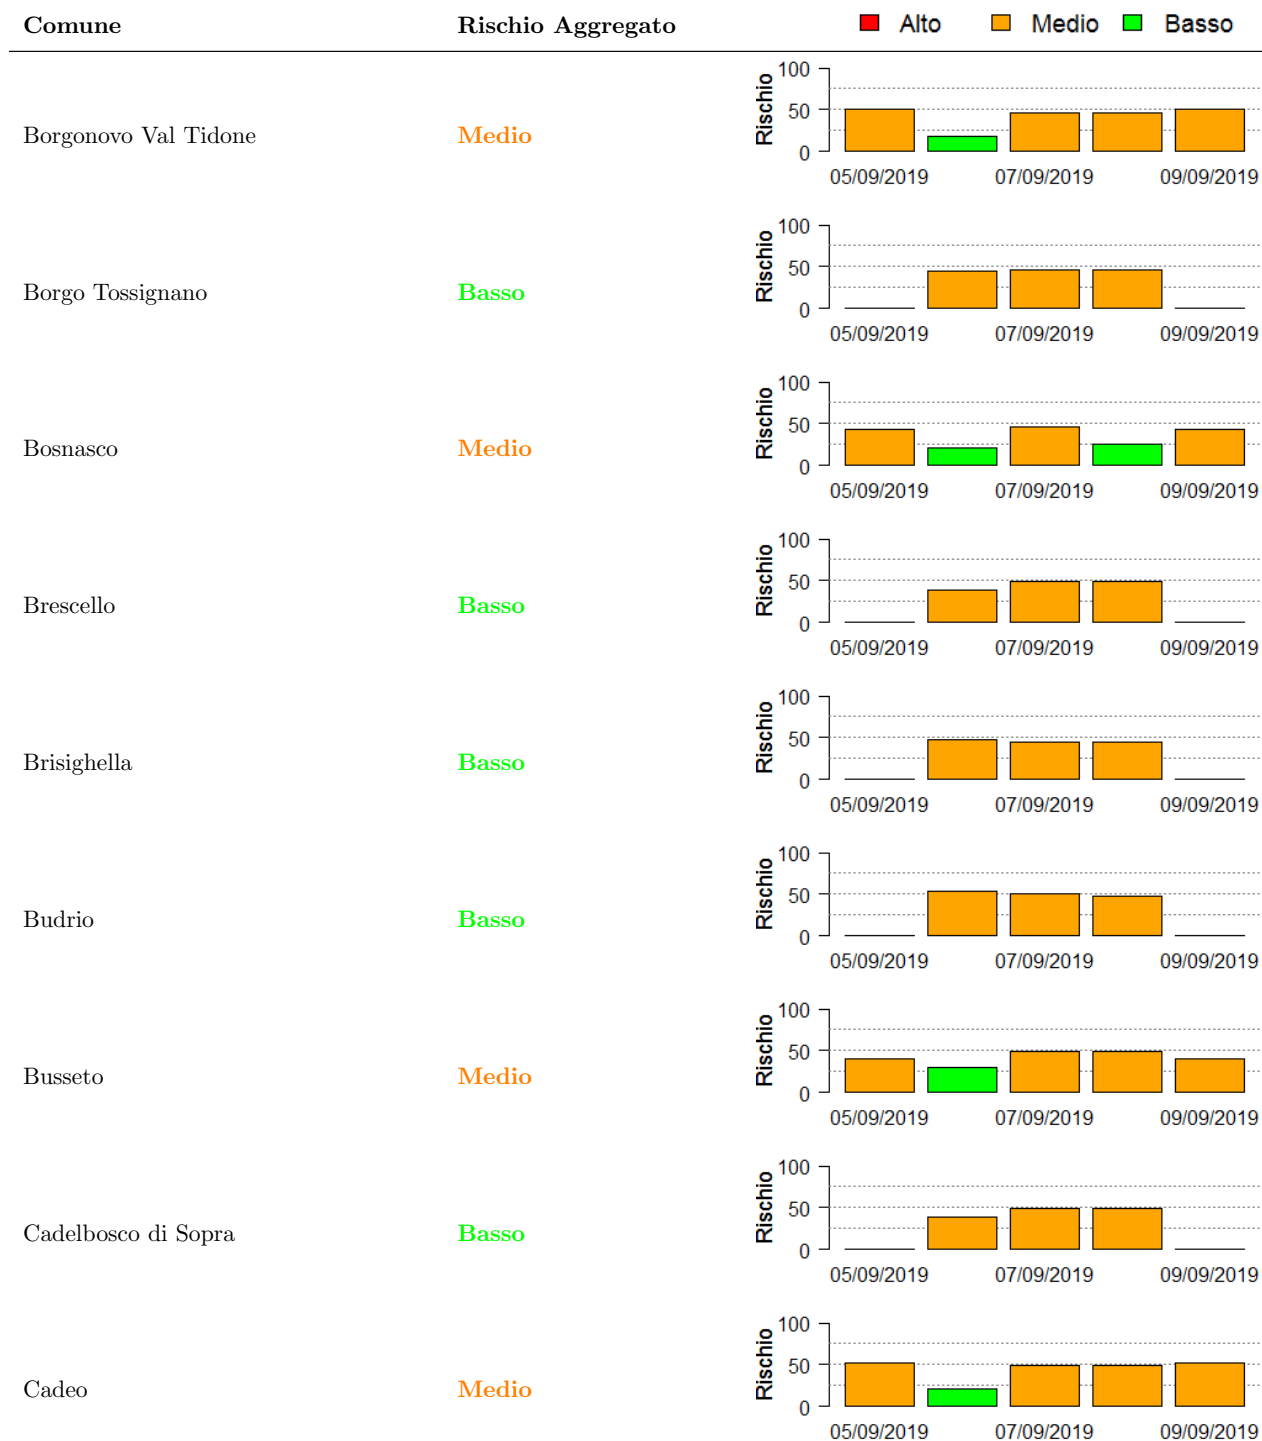 Comune Rischio Aggregato Alto Medio Basso
Borgonovo Val Tidone Medio
Rischio
100
50
0
05/09/2019 07/09/2019 09/09/2019
Borgo Tossignano Basso
Rischio
100
50
0
05/09/2019 07/09/2019 09/09/2019
Bosnasco Medio
Rischio
100
50
0
05/09/2019 07/09/2019 09/09/2019
Brescello Basso
Rischio
100
50
0
05/09/2019 07/09/2019 09/09/2019
Brisighella Basso
Rischio
100
50
0
05/09/2019 07/09/2019 09/09/2019
Budrio Basso
Rischio
100
50
0
05/09/2019 07/09/2019 09/09/2019
Busseto Medio
Rischio
100
50
0
05/09/2019 07/09/2019 09/09/2019
Cadelbosco di Sopra Basso
Rischio
100
50
0
05/09/2019 07/09/2019 09/09/2019
Cadeo Medio
Rischio
100
50
0
05/09/2019 07/09/2019 09/09/2019